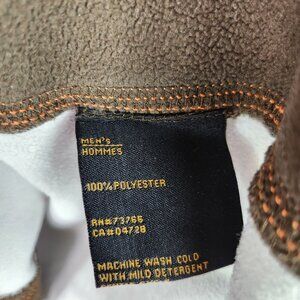 MEN'S
HOMMES
100% POLYESTER
RN#73766
CA#04728
MACHINE WASH COLD
WITH MILD DETERGENT